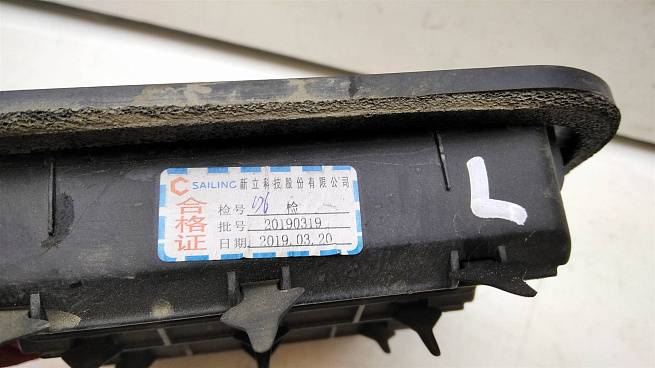 SAILING 新立科技股份有限公司
合格证
检号 检
批号 20190319
日期 2019.03.20
L